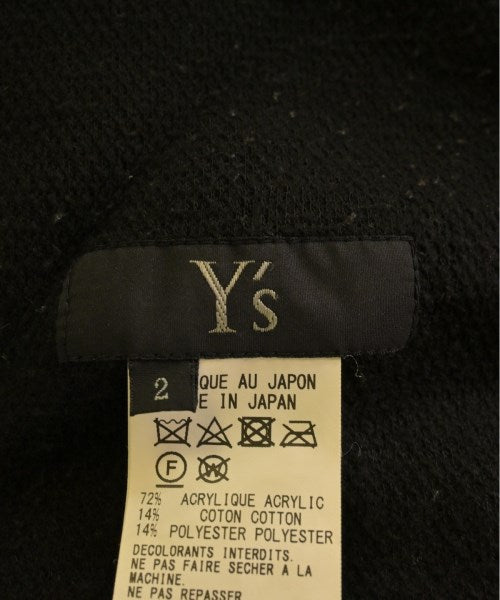 Y's
2
QUE AU JAPON
E IN JAPAN
F W
72% ACRYLIQUE ACRYLIC
14% COTON COTTON
14% POLYESTER POLYESTER
DECOLORANTS INTERDITS.
NE PAS FAIRE SECHER A LA
MACHINE.
NE PAS REPASSER